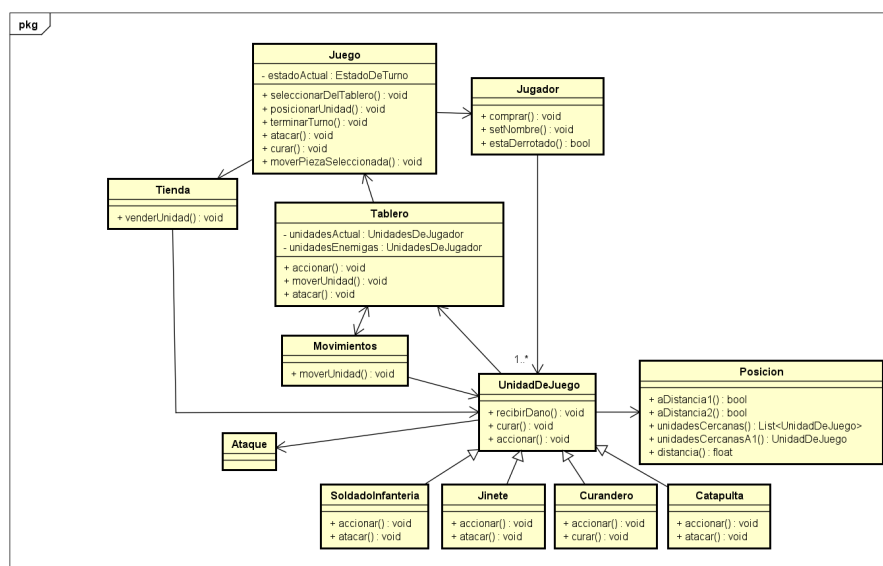 pkg
Juego
- estadoActual : EstadoDeTurno
+ seleccionarDelTablero() : void
+ posicionarUnidad() : void
+ terminarTurno() : void
+ atacar() : void
+ curar() : void
+ moverPiezaSeleccionada() : void
Jugador
+ comprar() : void
+ setNombre() : void
+ estaDerrotado() : bool
Tienda
+ venderUnidad() : void
Tablero
- unidadesActual : UnidadesDeJugador
- unidadesEnemigas : UnidadesDeJugador
+ accionar() : void
+ moverUnidad() : void
+ atacar() : void
Movimientos
+ moverUnidad() : void
1..*
UnidadDeJuego
+ recibirDano() : void
+ curar() : void
+ accionar() : void
Posicion
+ aDistancia1() : bool
+ aDistancia2() : bool
+ unidadesCercanas() : List<UnidadDeJuego>
+ unidadesCercanasA1() : UnidadDeJuego
+ distancia() : float
Ataque
SoldadoInfanteria
+ accionar() : void
+ atacar() : void
Jinete
+ accionar() : void
+ atacar() : void
Curandero
+ accionar() : void
+ curar() : void
Catapulta
+ accionar() : void
+ atacar() : void